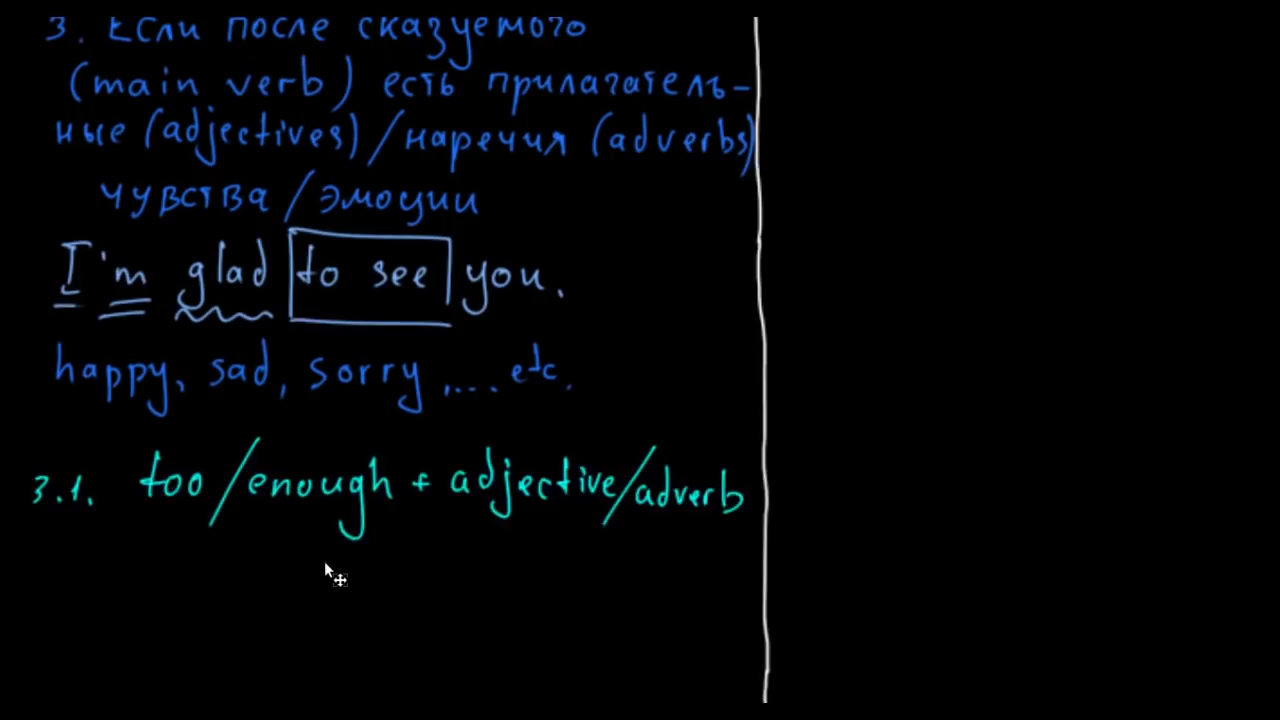 3. Если после сказуемого
(main verb) есть прилагатель-
ные (adjectives)/наречия (adverbs)
чувства/эмоции
I'm glad to see you.
happy, sad, sorry,.... etc.
3.1. too/enough + adjective/adverb